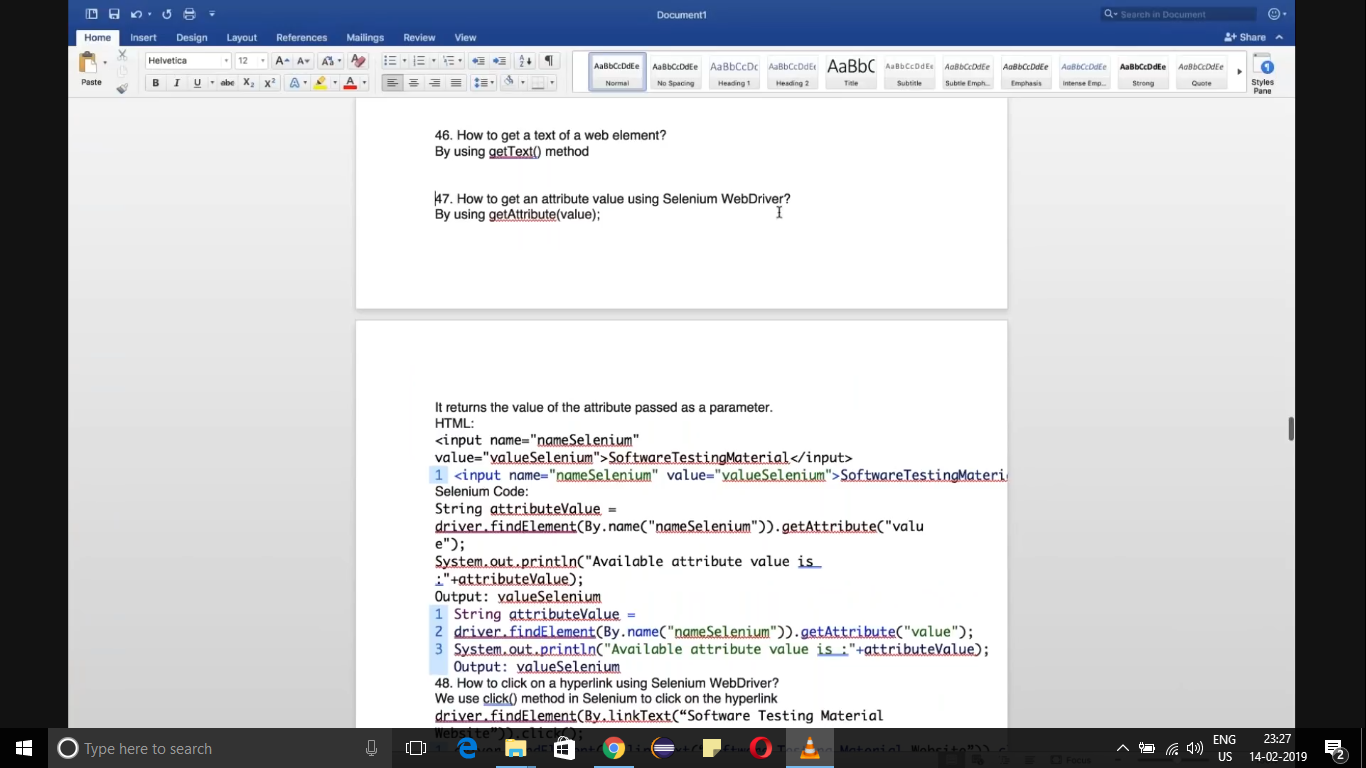 Document1
Search in Document
Home Insert Design Layout References Mailings Review View
Share
Paste
Helvetica 12
B I U abc X2 X2
AaBbCcDdEe AaBbCcDdEe AaBbCcDc AaBbCcDdEe AaBbC AaBbCcDdEe AaBbCcDdEe AaBbCcDdEe AaBbCcDdEe AaBbCcDdEe AaBbCcDdEe
Normal No Spacing Heading 1 Heading 2 Title Subtitle Subtle Emph... Emphasis Intense Emp... Strong Quote
Styles
Pane
46. How to get a text of a web element?
By using getText() method
47. How to get an attribute value using Selenium WebDriver?
By using getAttribute(value);
It returns the value of the attribute passed as a parameter.
HTML:
<input name="nameSelenium"
value="valueSelenium">SoftwareTestingMaterial</input>
1 <input name="nameSelenium" value="valueSelenium">SoftwareTestingMateri
Selenium Code:
String attributeValue =
driver.findElement(By.name("nameSelenium")).getAttribute("valu
e");
System.out.println("Available attribute value is
:"+attributeValue);
Output: valueSelenium
1 String attributeValue =
2 driver.findElement(By.name("nameSelenium")).getAttribute("value");
3 System.out.println("Available attribute value is :"+attributeValue);
Output: valueSelenium
48. How to click on a hyperlink using Selenium WebDriver?
We use click() method in Selenium to click on the hyperlink
driver.findElement(By.linkText(“Software Testing Material
Website”)).click();
Type here to search
ENG
US
23:27
14-02-2019
2